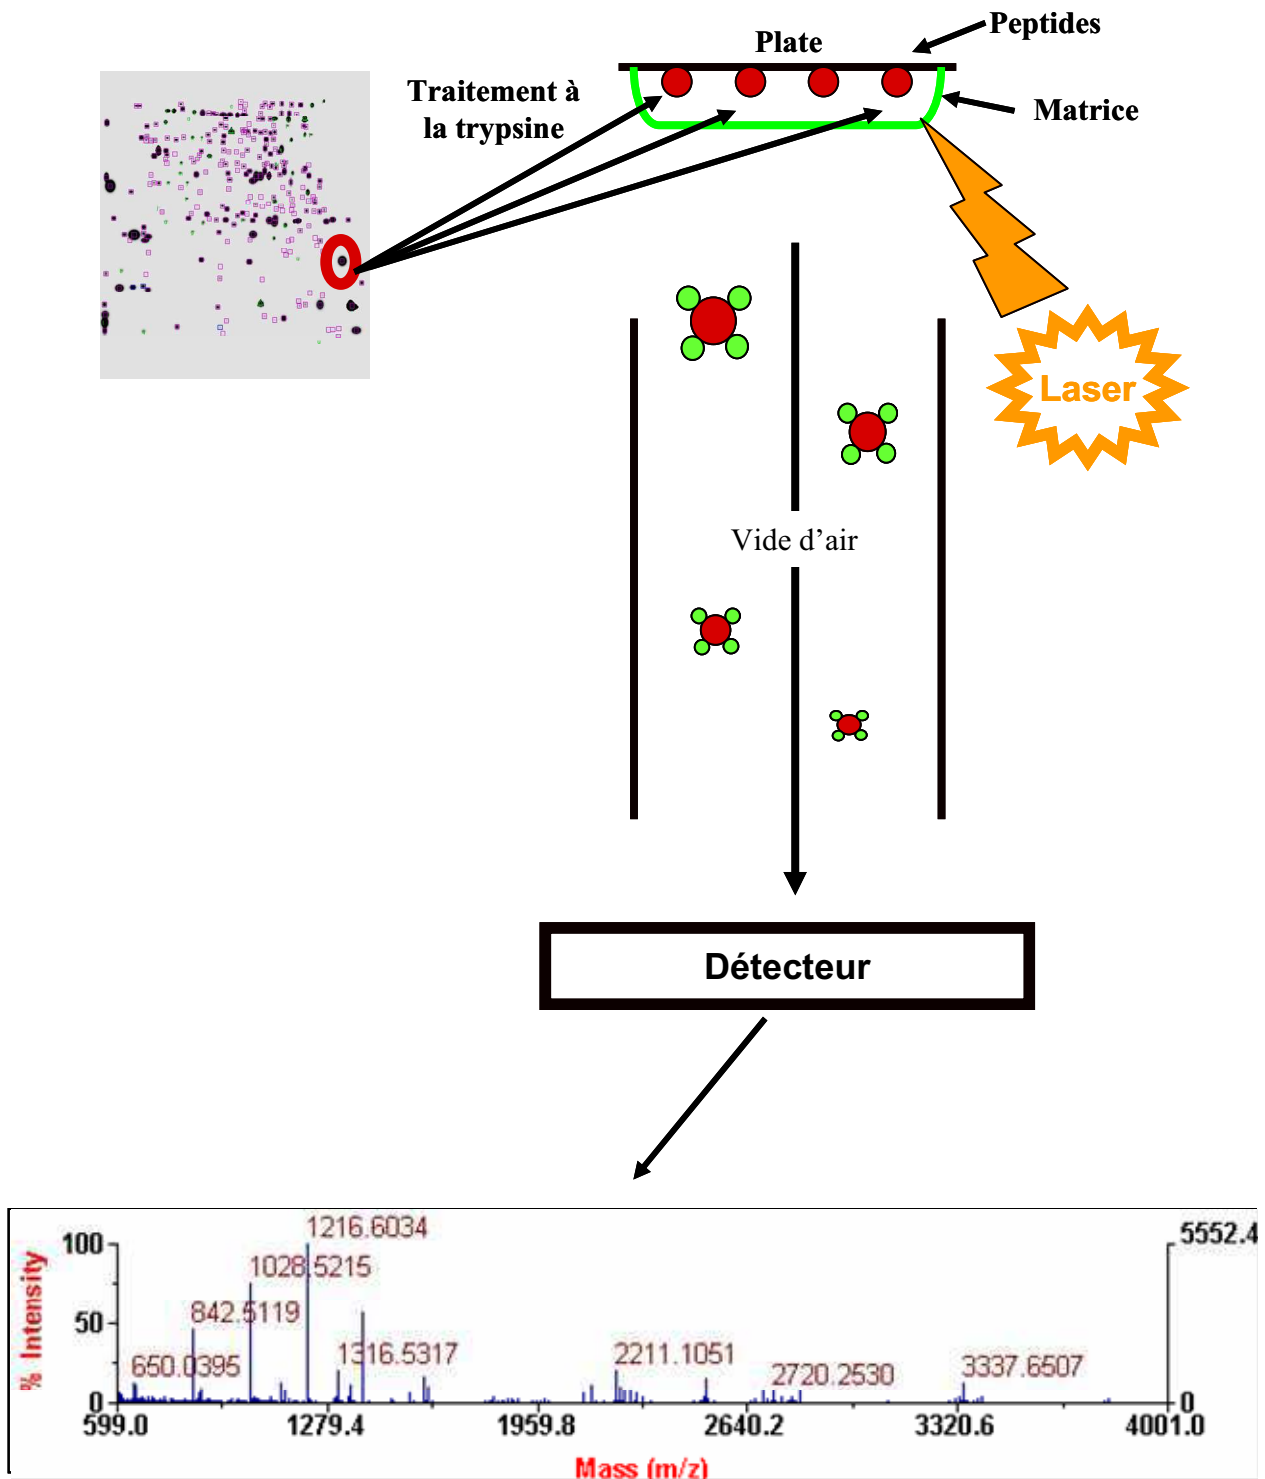 Peptides
Plate
Traitement à
la trypsine
Matrice
Laser
Vide d'air
Détecteur
1216.6034
1028.5215
842.5119
650.0395
1316.5317
2211.1051
2720.2530
3337.6507
% Intensity
100
50
0
5552.4
0
599.0
1279.4
1959.8
2640.2
3320.6
4001.0
Mass (m/z)